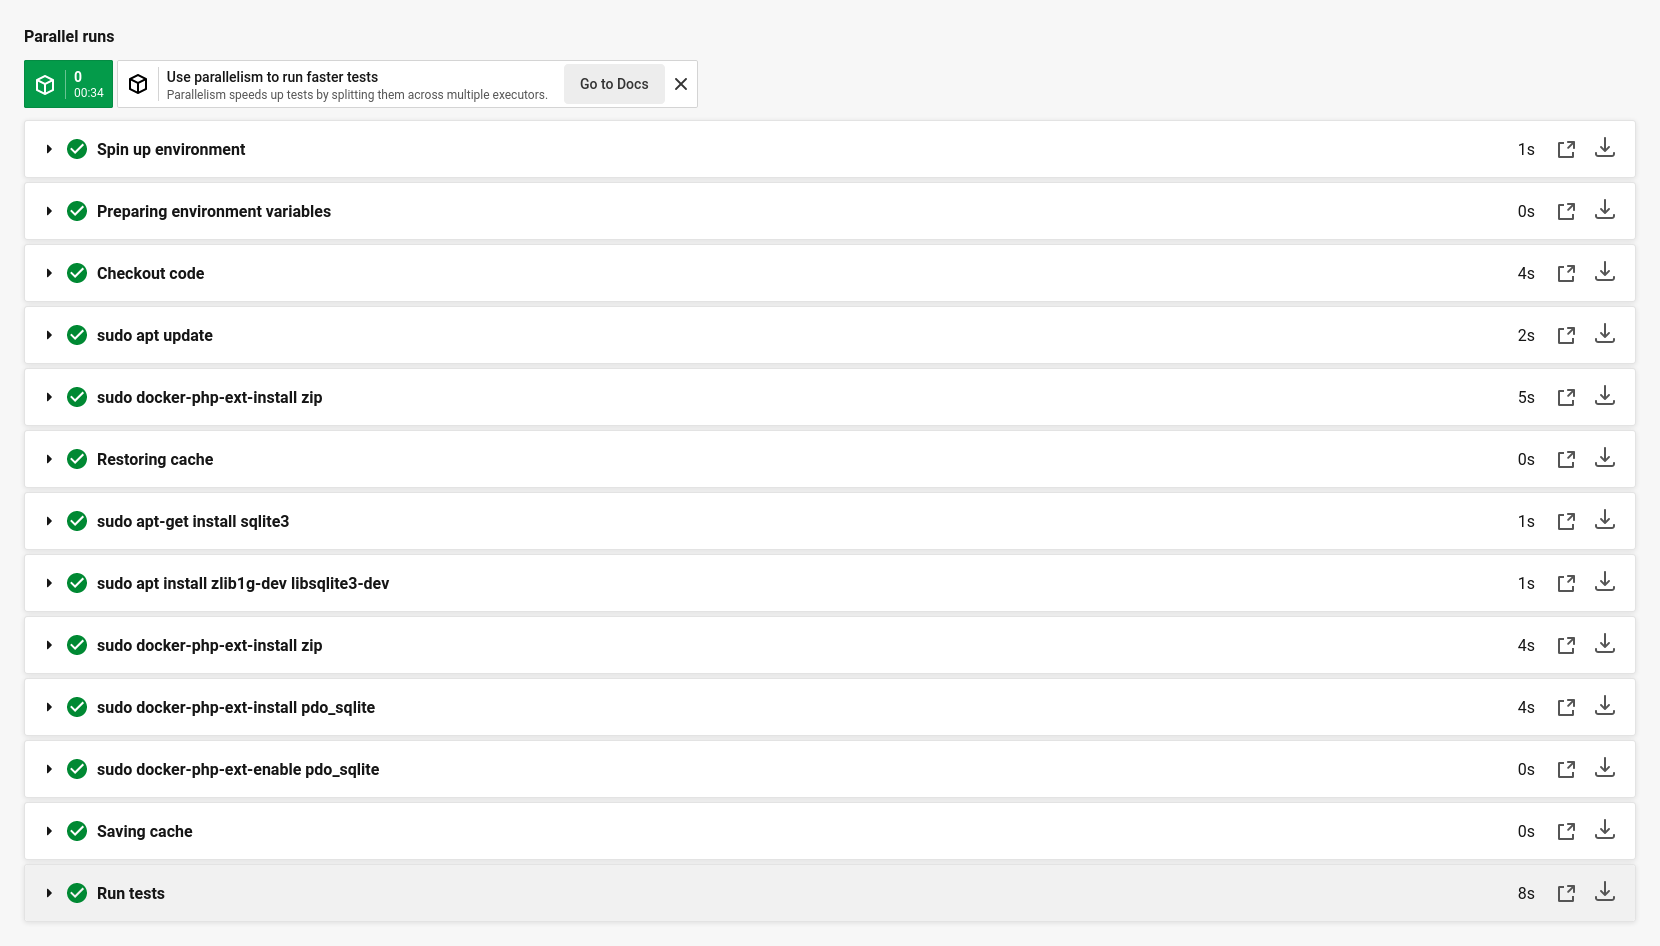 Parallel runs
0
00:34
Use parallelism to run faster tests
Parallelism speeds up tests by splitting them across multiple executors.
Go to Docs
Spin up environment 1s
Preparing environment variables 0s
Checkout code 4s
sudo apt update 2s
sudo docker-php-ext-install zip 5s
Restoring cache 0s
sudo apt-get install sqlite3 1s
sudo apt install zlib1g-dev libsqlite3-dev 1s
sudo docker-php-ext-install zip 4s
sudo docker-php-ext-install pdo_sqlite 4s
sudo docker-php-ext-enable pdo_sqlite 0s
Saving cache 0s
Run tests 8s